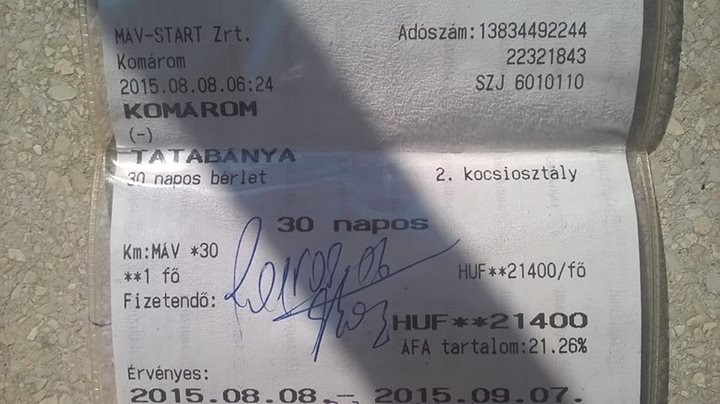 MÁV-START Zrt. Adószám:13834492244
Komárom 22321843
2015.08.08.06:24 SZJ 6010110
KOMÁROM
(-)
TATABÁNYA
30 napos bérlet 2. kocsiosztály
30 napos
Km:MÁV *30
**1 fő HUF**21400/fő
Fizetendő:
HUF**21400
ÁFA tartalom:21.26%
Érvényes:
2015.08.08.– 2015.09.07.